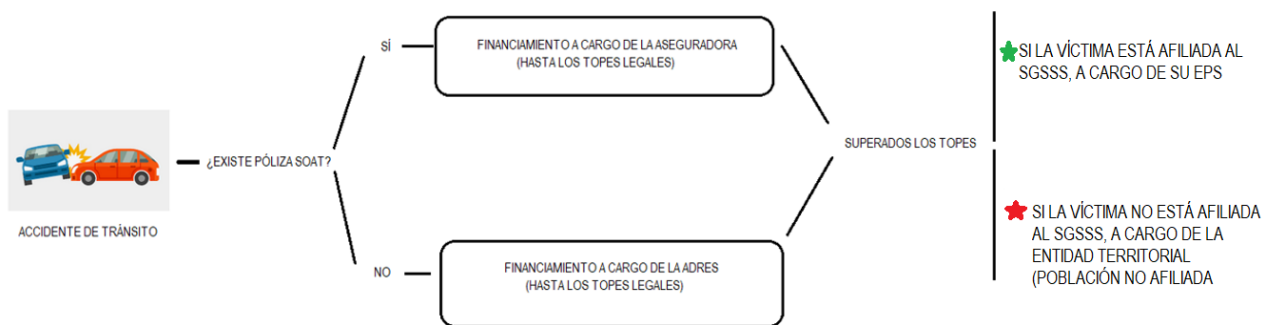 ACCIDENTE DE TRÁNSITO
¿EXISTE PÓLIZA SOAT?
SÍ
FINANCIAMIENTO A CARGO DE LA ASEGURADORA
(HASTA LOS TOPES LEGALES)
NO
FINANCIAMIENTO A CARGO DE LA ADRES
(HASTA LOS TOPES LEGALES)
SUPERADOS LOS TOPES
SI LA VÍCTIMA ESTÁ AFILIADA AL
SGSSS, A CARGO DE SU EPS
SI LA VÍCTIMA NO ESTÁ AFILIADA
AL SGSSS, A CARGO DE LA
ENTIDAD TERRITORIAL
(POBLACIÓN NO AFILIADA